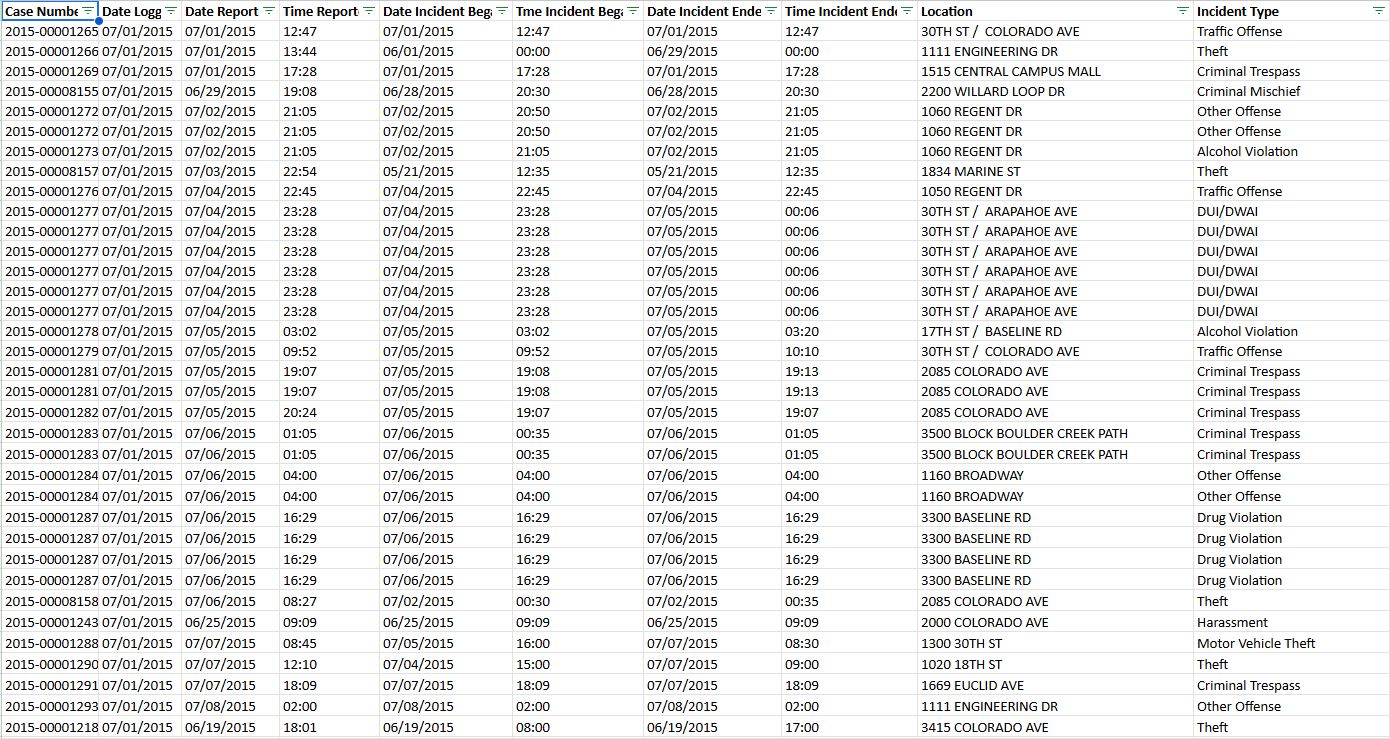 Case Numbe Date Logg Date Report Time Report Date Incident Bega Tme Incident Bega Date Incident Ende Time Incident Ende Location Incident Type
2015-00001265 07/01/2015 07/01/2015 12:47 07/01/2015 12:47 07/01/2015 12:47 30TH ST / COLORADO AVE Traffic Offense
2015-00001266 07/01/2015 07/01/2015 13:44 06/01/2015 00:00 06/29/2015 00:00 1111 ENGINEERING DR Theft
2015-00001269 07/01/2015 07/01/2015 17:28 07/01/2015 17:28 07/01/2015 17:28 1515 CENTRAL CAMPUS MALL Criminal Trespass
2015-00008155 07/01/2015 06/29/2015 19:08 06/28/2015 20:30 06/28/2015 20:30 2200 WILLARD LOOP DR Criminal Mischief
2015-00001272 07/01/2015 07/02/2015 21:05 07/02/2015 20:50 07/02/2015 21:05 1060 REGENT DR Other Offense
2015-00001272 07/01/2015 07/02/2015 21:05 07/02/2015 20:50 07/02/2015 21:05 1060 REGENT DR Other Offense
2015-00001273 07/01/2015 07/02/2015 21:05 07/02/2015 21:05 07/02/2015 21:05 1060 REGENT DR Alcohol Violation
2015-00008157 07/01/2015 07/03/2015 22:54 05/21/2015 12:35 05/21/2015 12:35 1834 MARINE ST Theft
2015-00001276 07/01/2015 07/04/2015 22:45 07/04/2015 22:45 07/04/2015 22:45 1050 REGENT DR Traffic Offense
2015-00001277 07/01/2015 07/04/2015 23:28 07/04/2015 23:28 07/05/2015 00:06 30TH ST / ARAPAHOE AVE DUI/DWAI
2015-00001277 07/01/2015 07/04/2015 23:28 07/04/2015 23:28 07/05/2015 00:06 30TH ST / ARAPAHOE AVE DUI/DWAI
2015-00001277 07/01/2015 07/04/2015 23:28 07/04/2015 23:28 07/05/2015 00:06 30TH ST / ARAPAHOE AVE DUI/DWAI
2015-00001277 07/01/2015 07/04/2015 23:28 07/04/2015 23:28 07/05/2015 00:06 30TH ST / ARAPAHOE AVE DUI/DWAI
2015-00001277 07/01/2015 07/04/2015 23:28 07/04/2015 23:28 07/05/2015 00:06 30TH ST / ARAPAHOE AVE DUI/DWAI
2015-00001277 07/01/2015 07/04/2015 23:28 07/04/2015 23:28 07/05/2015 00:06 30TH ST / ARAPAHOE AVE DUI/DWAI
2015-00001278 07/01/2015 07/05/2015 03:02 07/05/2015 03:02 07/05/2015 03:20 17TH ST / BASELINE RD Alcohol Violation
2015-00001279 07/01/2015 07/05/2015 09:52 07/05/2015 09:52 07/05/2015 10:10 30TH ST / COLORADO AVE Traffic Offense
2015-00001281 07/01/2015 07/05/2015 19:07 07/05/2015 19:08 07/05/2015 19:13 2085 COLORADO AVE Criminal Trespass
2015-00001281 07/01/2015 07/05/2015 19:07 07/05/2015 19:08 07/05/2015 19:13 2085 COLORADO AVE Criminal Trespass
2015-00001282 07/01/2015 07/05/2015 20:24 07/05/2015 19:07 07/05/2015 19:07 2085 COLORADO AVE Criminal Trespass
2015-00001283 07/01/2015 07/06/2015 01:05 07/06/2015 00:35 07/06/2015 01:05 3500 BLOCK BOULDER CREEK PATH Criminal Trespass
2015-00001283 07/01/2015 07/06/2015 01:05 07/06/2015 00:35 07/06/2015 01:05 3500 BLOCK BOULDER CREEK PATH Criminal Trespass
2015-00001284 07/01/2015 07/06/2015 04:00 07/06/2015 04:00 07/06/2015 04:00 1160 BROADWAY Other Offense
2015-00001284 07/01/2015 07/06/2015 04:00 07/06/2015 04:00 07/06/2015 04:00 1160 BROADWAY Other Offense
2015-00001287 07/01/2015 07/06/2015 16:29 07/06/2015 16:29 07/06/2015 16:29 3300 BASELINE RD Drug Violation
2015-00001287 07/01/2015 07/06/2015 16:29 07/06/2015 16:29 07/06/2015 16:29 3300 BASELINE RD Drug Violation
2015-00001287 07/01/2015 07/06/2015 16:29 07/06/2015 16:29 07/06/2015 16:29 3300 BASELINE RD Drug Violation
2015-00001287 07/01/2015 07/06/2015 16:29 07/06/2015 16:29 07/06/2015 16:29 3300 BASELINE RD Drug Violation
2015-00008158 07/01/2015 07/06/2015 08:27 07/02/2015 00:30 07/02/2015 00:35 2085 COLORADO AVE Theft
2015-00001243 07/01/2015 06/25/2015 09:09 06/25/2015 09:09 06/25/2015 09:09 2000 COLORADO AVE Harassment
2015-00001288 07/01/2015 07/07/2015 08:45 07/05/2015 16:00 07/07/2015 08:30 1300 30TH ST Motor Vehicle Theft
2015-00001290 07/01/2015 07/07/2015 12:10 07/04/2015 15:00 07/07/2015 09:00 1020 18TH ST Theft
2015-00001291 07/01/2015 07/07/2015 18:09 07/07/2015 18:09 07/07/2015 18:09 1669 EUCLID AVE Criminal Trespass
2015-00001293 07/01/2015 07/08/2015 02:00 07/08/2015 02:00 07/08/2015 02:00 1111 ENGINEERING DR Other Offense
2015-00001218 07/01/2015 06/19/2015 18:01 06/19/2015 08:00 06/19/2015 17:00 3415 COLORADO AVE Theft